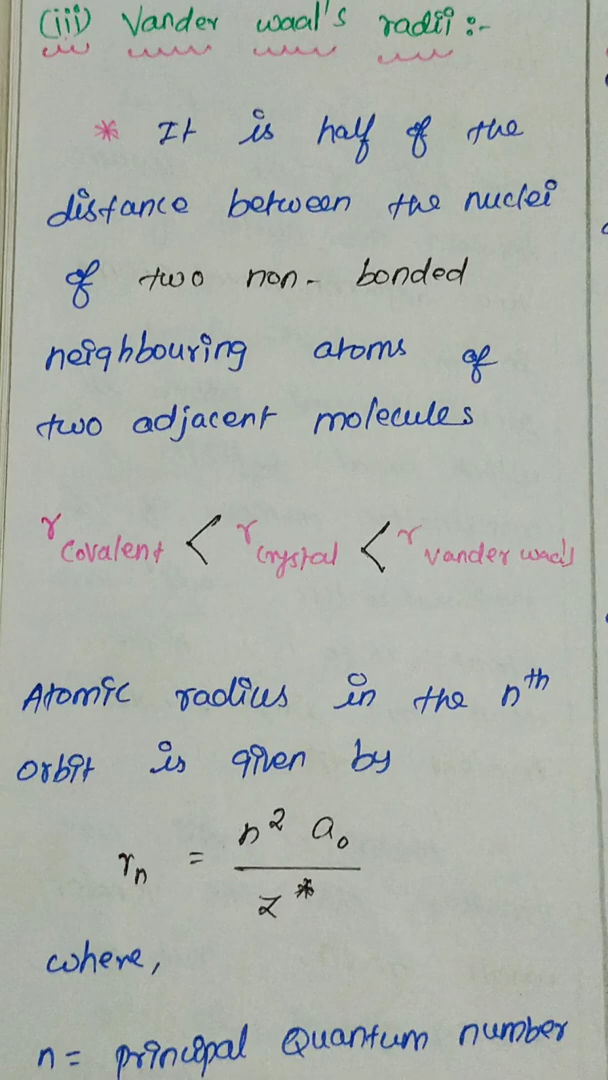 (iii) Vander waal's radii :-
* It is half of the
distance between the nuclei
of two non- bonded
neighbouring atoms of
two adjacent molecules
r covalent < r crystal < r vander waal's
Atomic radius in the nth
orbit is given by
rn = n² a₀ / z*
where,
n = principal Quantum number